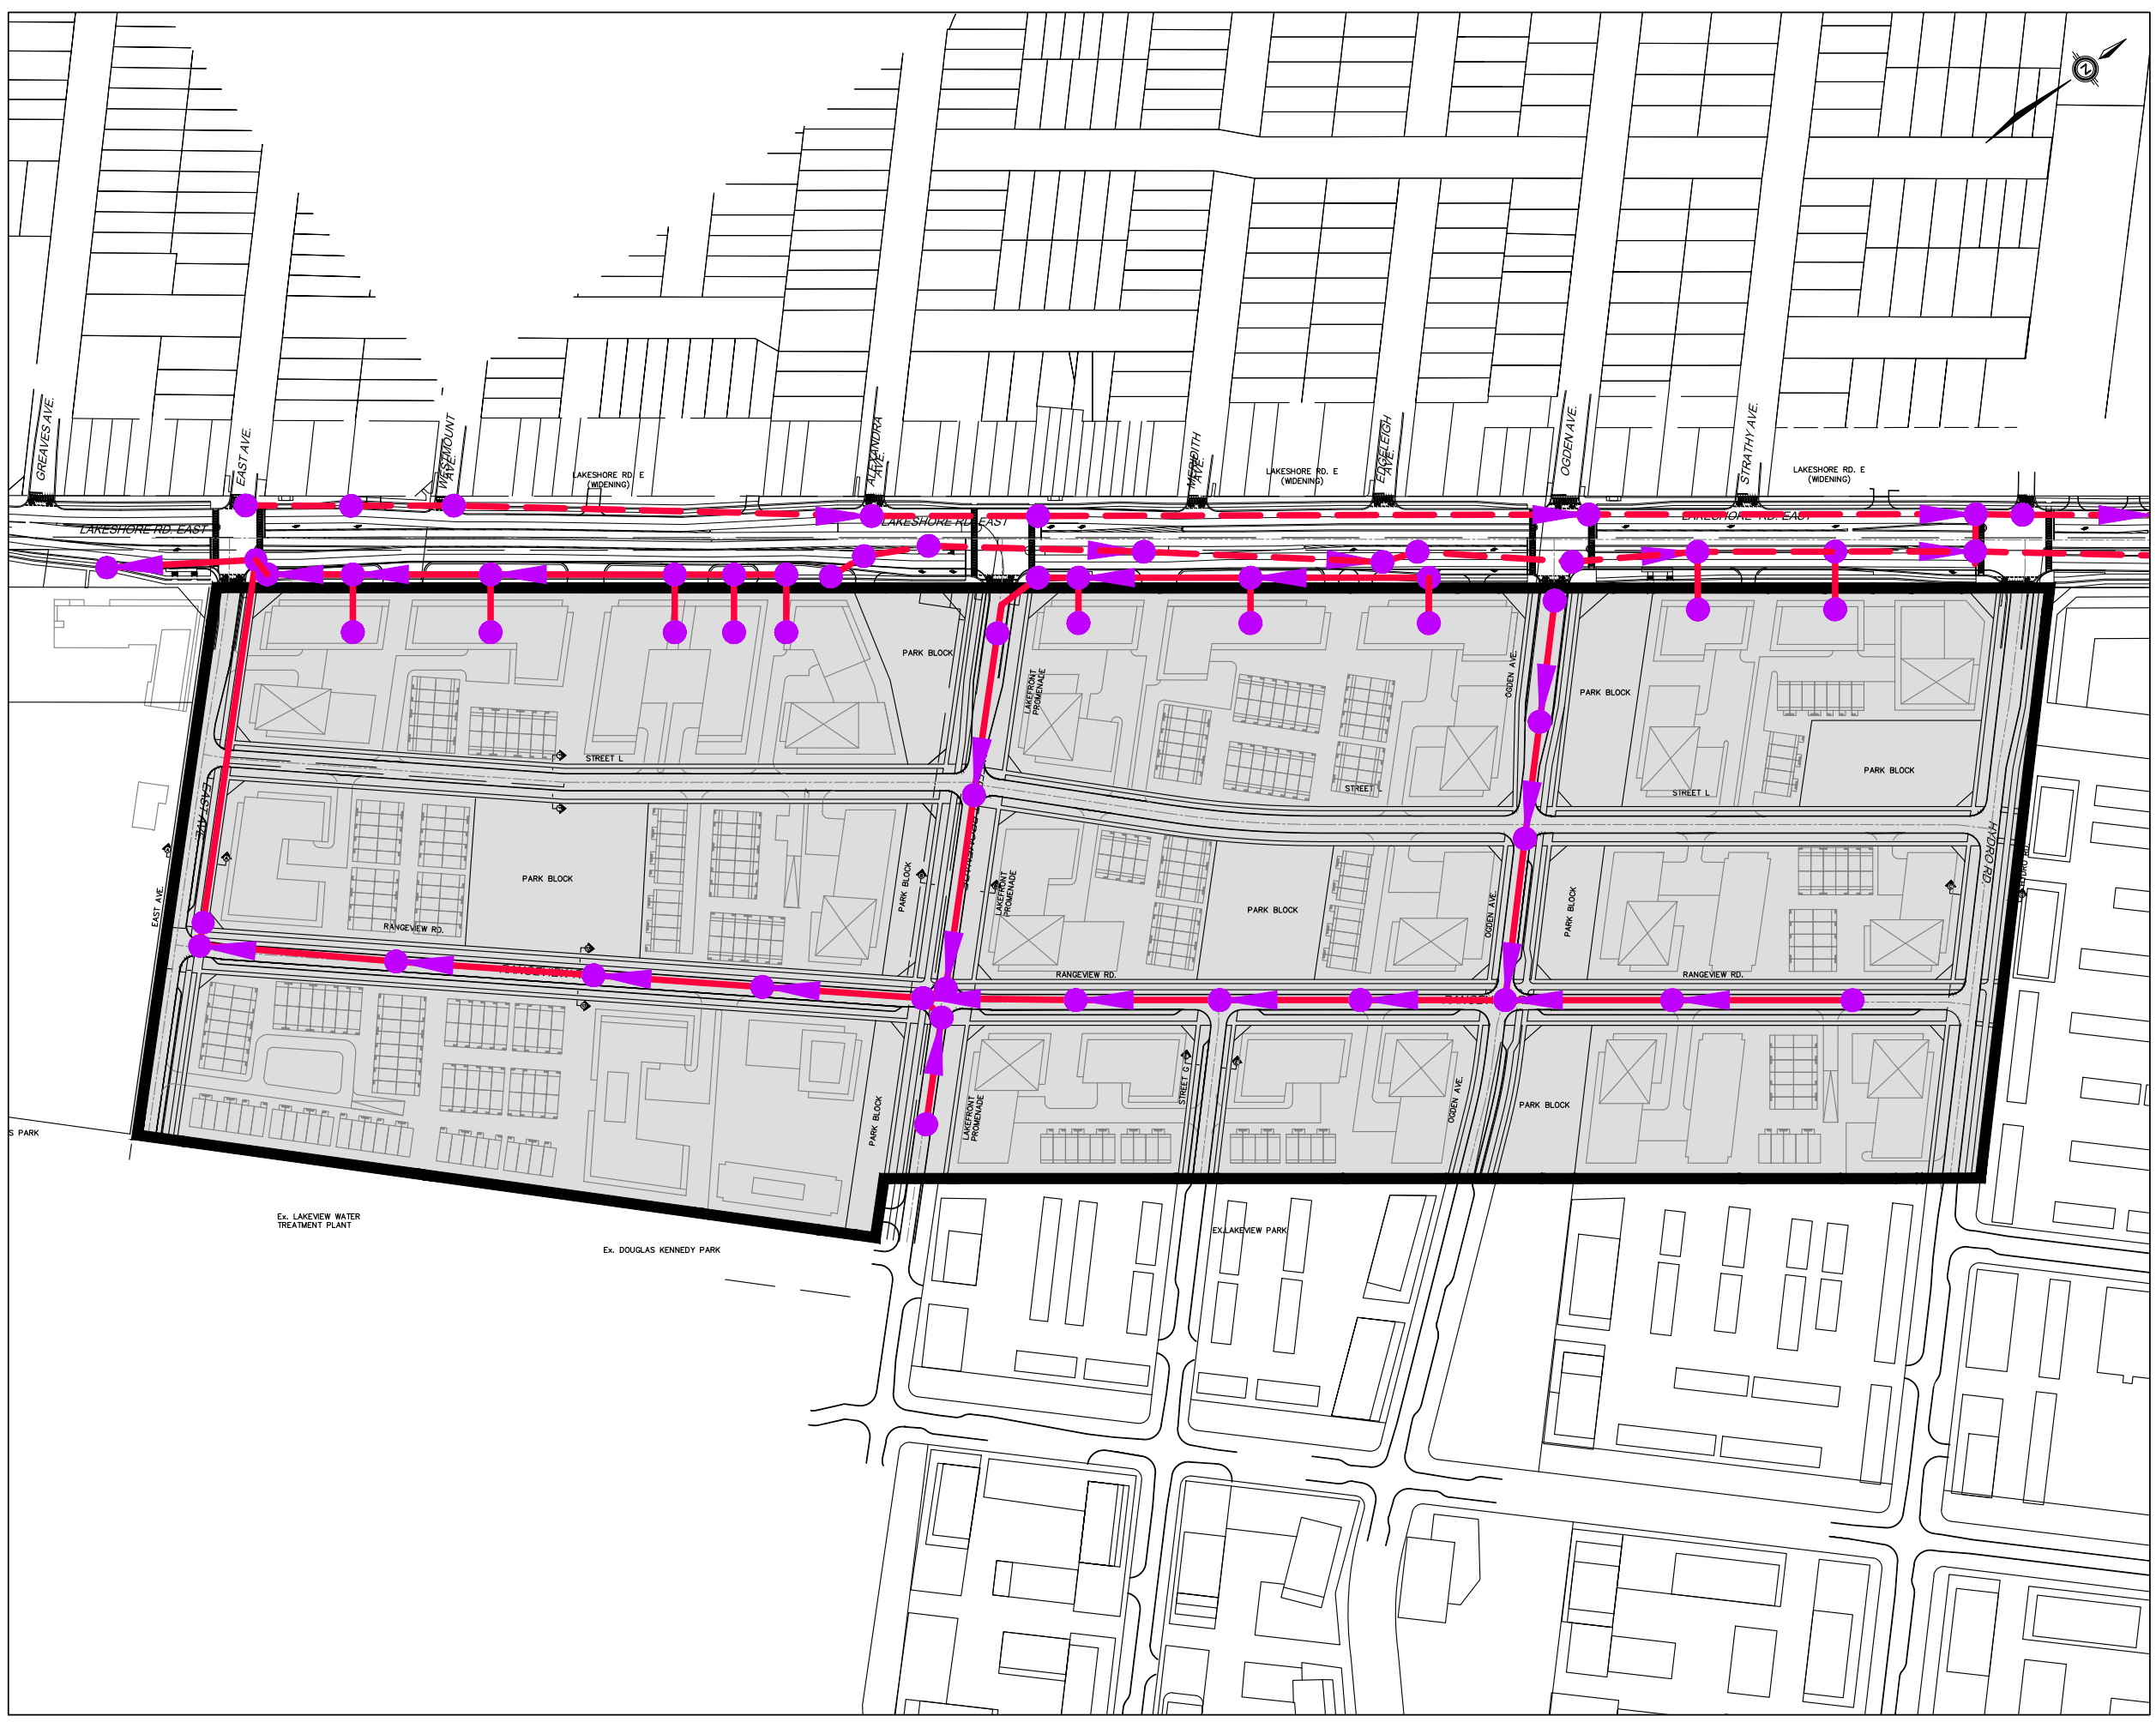 N
GREAVES AVE.
EAST AVE.
WESTMOUNT
AVE.
ALEXANDRA
AVE.
MERIDITH
AVE.
EDGELEIGH
AVE.
OGDEN AVE.
STRATHY AVE.
LAKESHORE RD. E
(WIDENING)
LAKESHORE RD. E
(WIDENING)
LAKESHORE RD. E
(WIDENING)
LAKESHORE RD. EAST
LAKESHORE RD. EAST
LAKESHORE RD. EAST
PARK BLOCK
LAKEFRONT
PROMENADE
OGDEN AVE.
PARK BLOCK
PARK BLOCK
STREET L
STREET L
STREET L
EAST AVE.
HYDRO RD
HYDRO RD.
EAST AVE.
PARK BLOCK
PARK BLOCK
LAKEFRONT
PROMENADE
PARK BLOCK
OGDEN AVE.
PARK BLOCK
RANGEVIEW RD.
RANGEVIEW RD.
RANGEVIEW RD.
PARK BLOCK
LAKEFRONT
PROMENADE
STREET G
OGDEN AVE.
PARK BLOCK
S PARK
Ex. LAKEVIEW WATER
TREATMENT PLANT
Ex. DOUGLAS KENNEDY PARK
EX.LAKEVIEW PARK